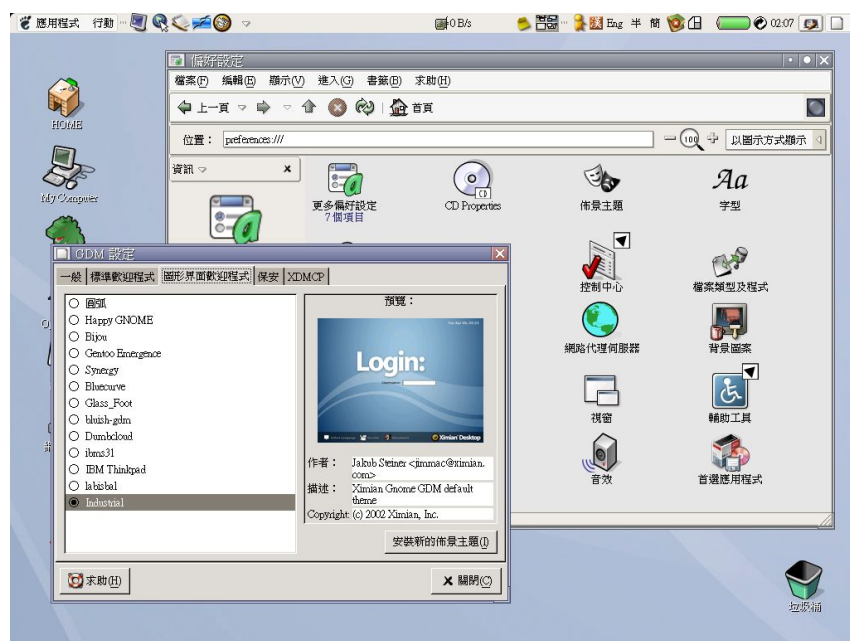 應用程式 行動
0 B/s
Eng 半 簡
02:07
HOME
My Computer
偏好設定
檔案(F) 編輯(E) 顯示(V) 進入(G) 書籤(B) 求助(H)
上一頁 首頁
位置： preferences:///
100
以圖示方式顯示
資訊
更多偏好設定
7個項目
CD Properties
佈景主題
字型
控制中心
檔案類型及程式
網路代理伺服器
背景圖案
視窗
輔助工具
音效
首選應用程式
GDM 設定
一般 標準歡迎程式 圖形界面歡迎程式 保安 XDMCP
圓弧
Happy GNOME
Bijou
Gentoo Emergence
Synergy
Bluecurve
Glass_Foot
bluish-gdm
Dumbcloud
ibms31
IBM Thinkpad
labisbal
Industrial
預覽：
Login:
Ximian Desktop
作者： Jakub Steiner <jimmac@ximian.
com>
描述： Ximian Gnome GDM default
theme
Copyright: (c) 2002 Ximian, Inc.
安裝新的佈景主題(I)
求助(H)
關閉(C)
垃圾桶